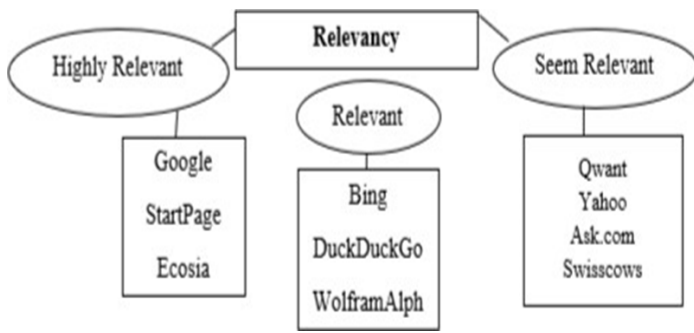 Relevancy
Highly Relevant
Google
StartPage
Ecosia
Relevant
Bing
DuckDuckGo
WolframAlph
Seem Relevant
Qwant
Yahoo
Ask.com
Swisscows